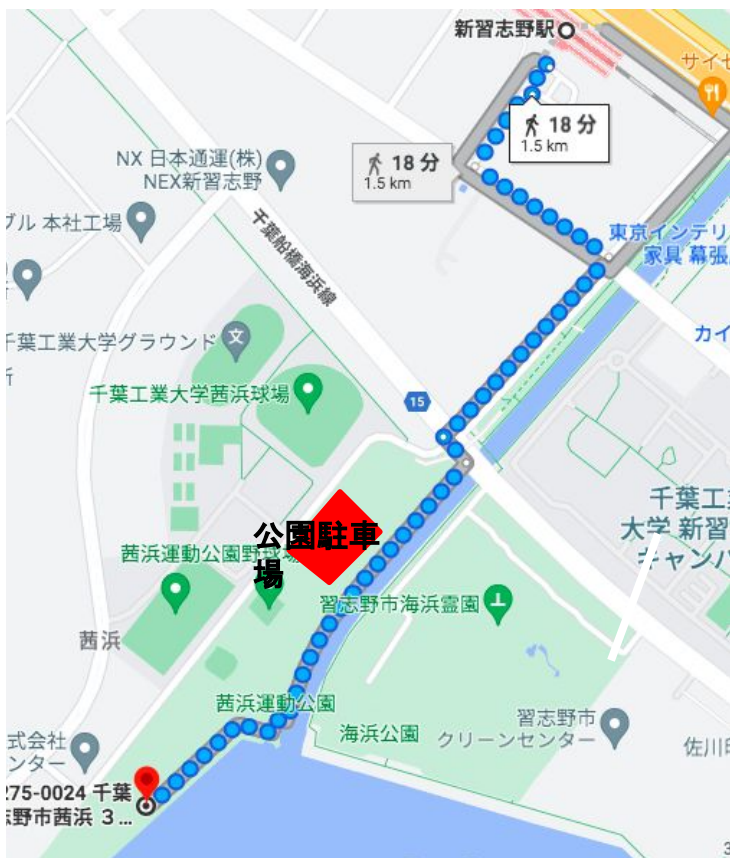 新習志野駅
サイゼ
18 分
1.5 km
18 分
1.5 km
NX 日本通運(株)
NEX新習志野
ブル 本社工場
千葉船橋海浜線
東京インテリ
家具 幕張
カイ
千葉工業大学グラウンド
所
千葉工業大学茜浜球場
15
千葉工
大学 新習
キャンパ
公園駐車
場
茜浜運動公園野球場
習志野市海浜霊園
茜浜
茜浜運動公園
海浜公園
習志野市
クリーンセンター
佐川
式会社
ンター
275-0024 千葉
志野市茜浜 3...
3